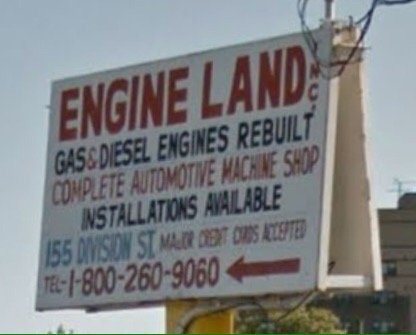 ENGINE LAND INC.
GAS & DIESEL ENGINES REBUILT
COMPLETE AUTOMOTIVE MACHINE SHOP
INSTALLATIONS AVAILABLE
155 DIVISION ST. MAJOR CREDIT CARDS ACCEPTED
TEL-1-800-260-9060